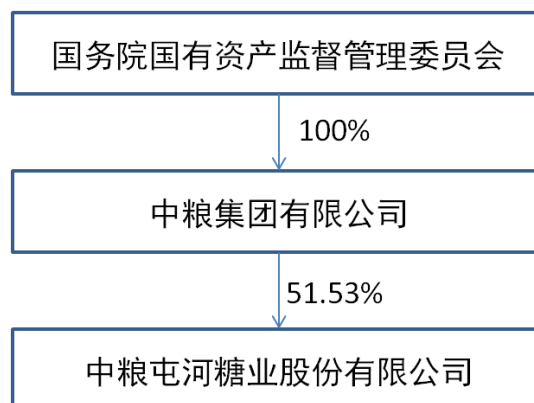 国务院国有资产监督管理委员会
100%
中粮集团有限公司
51.53%
中粮屯河糖业股份有限公司